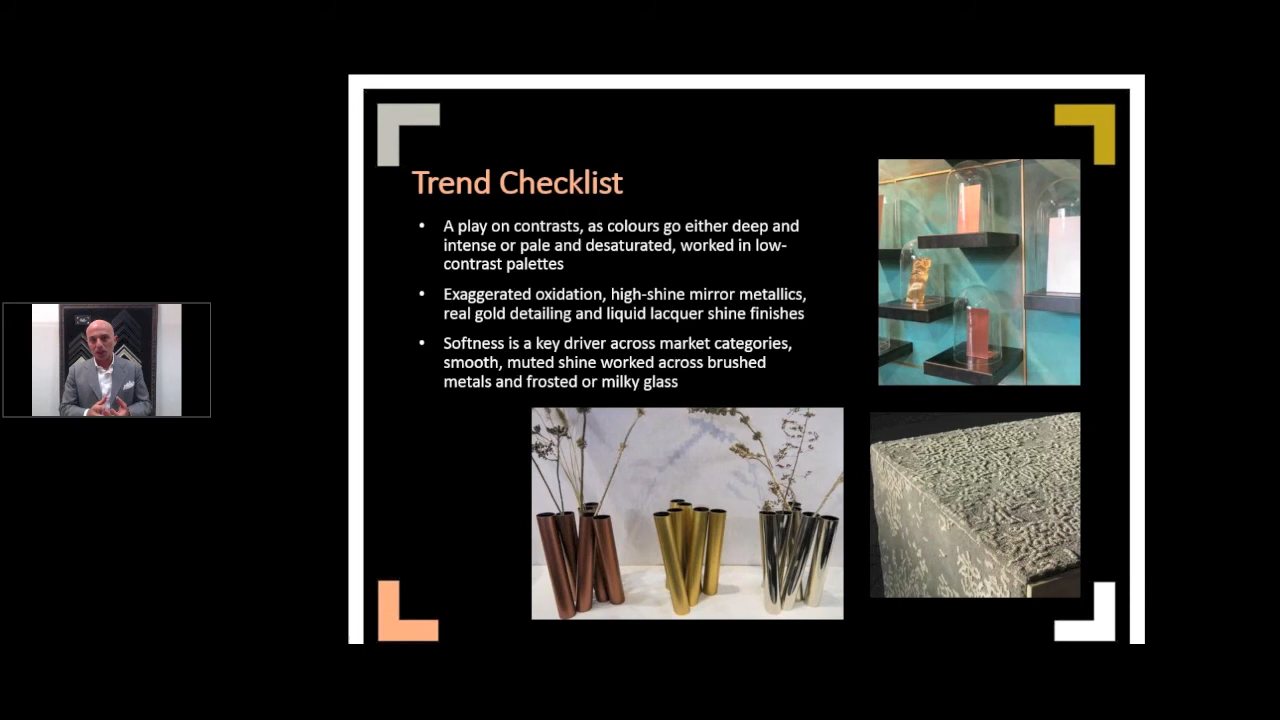 Trend Checklist
• A play on contrasts, as colours go either deep and
intense or pale and desaturated, worked in low-
contrast palettes
• Exaggerated oxidation, high-shine mirror metallics,
real gold detailing and liquid lacquer shine finishes
• Softness is a key driver across market categories,
smooth, muted shine worked across brushed
metals and frosted or milky glass